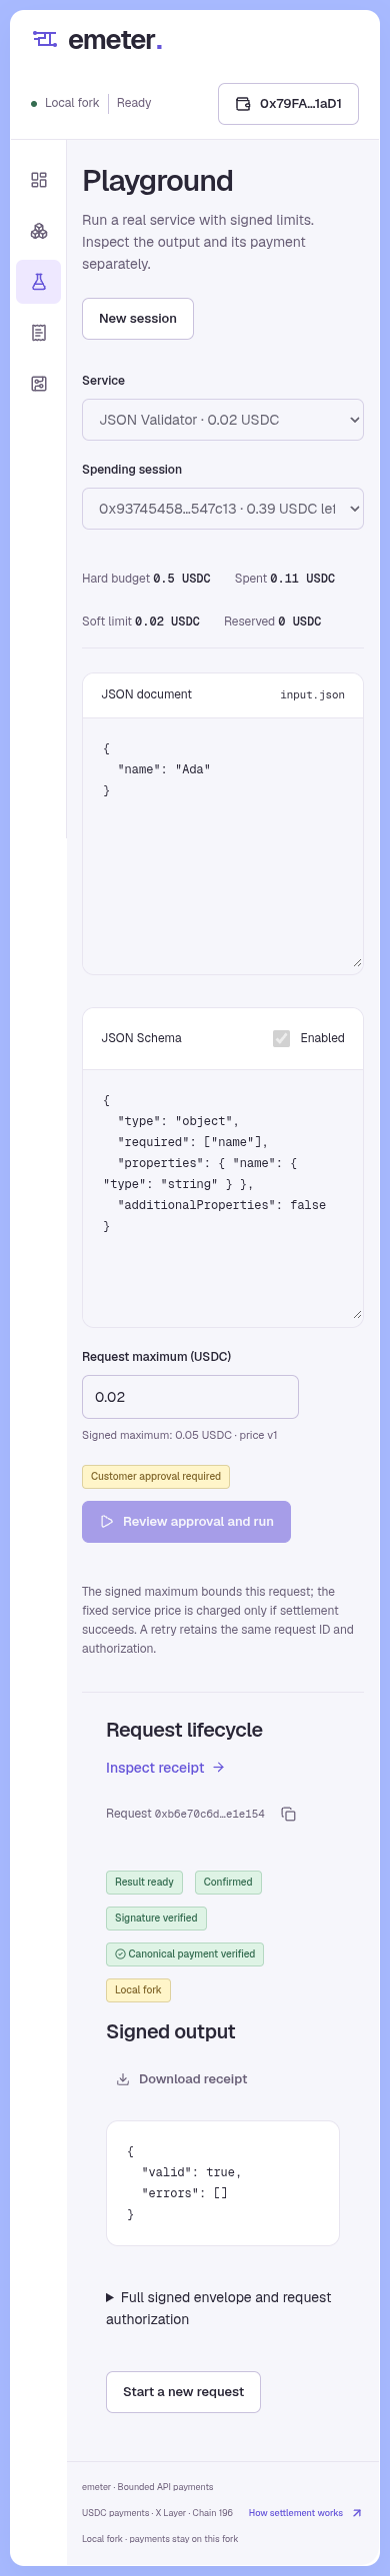 emeter.
Local fork | Ready
0x79FA...1aD1
Playground
Run a real service with signed limits.
Inspect the output and its payment
separately.
New session
Service
JSON Validator · 0.02 USDC
Spending session
0x93745458...547c13 · 0.39 USDC lef
Hard budget 0.5 USDC Spent 0.11 USDC
Soft limit 0.02 USDC Reserved 0 USDC
JSON document input.json
{
"name": "Ada"
}
JSON Schema Enabled
{
"type": "object",
"required": ["name"],
"properties": { "name": {
"type": "string" } },
"additionalProperties": false
}
Request maximum (USDC)
0.02
Signed maximum: 0.05 USDC · price v1
Customer approval required
Review approval and run
The signed maximum bounds this request; the
fixed service price is charged only if settlement
succeeds. A retry retains the same request ID and
authorization.
Request lifecycle
Inspect receipt →
Request 0xb6e70c6d…e1e154
Result ready Confirmed
Signature verified
Canonical payment verified
Local fork
Signed output
Download receipt
{
"valid": true,
"errors": []
}
▶ Full signed envelope and request
authorization
Start a new request
emeter · Bounded API payments
USDC payments · X Layer · Chain 196 How settlement works ↗
Local fork · payments stay on this fork